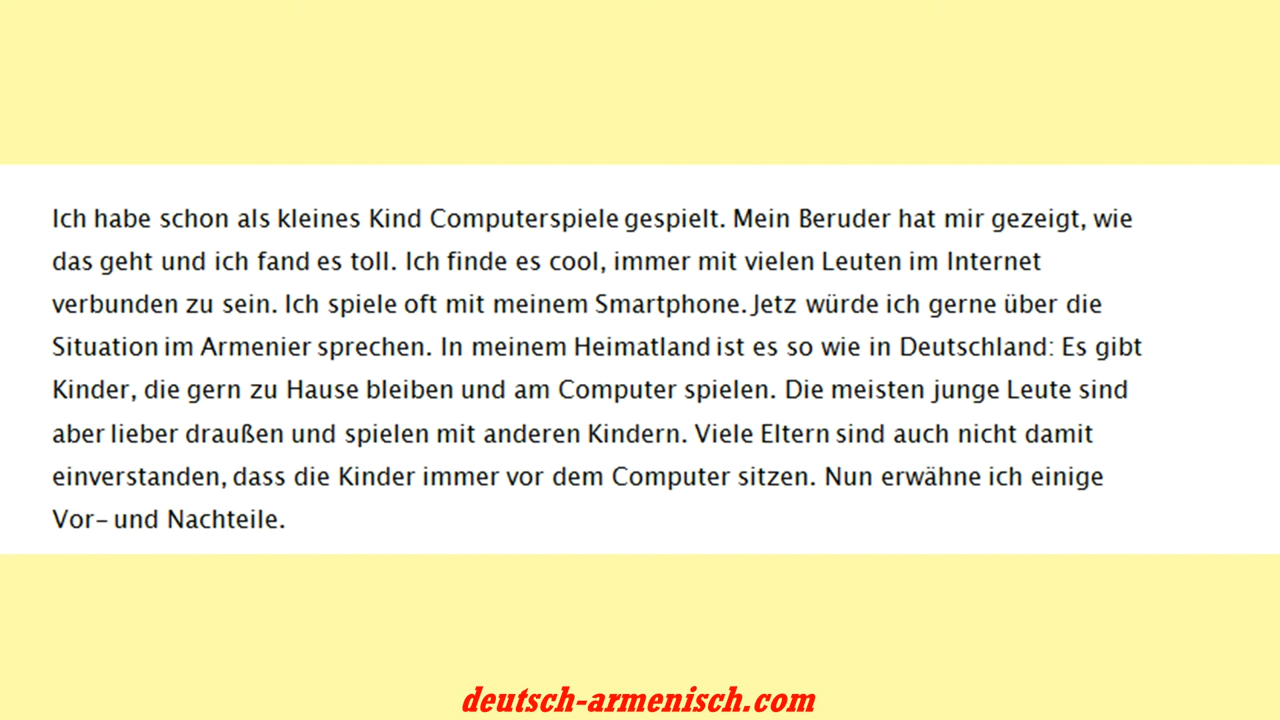 Ich habe schon als kleines Kind Computerspiele gespielt. Mein Beruder hat mir gezeigt, wie
das geht und ich fand es toll. Ich finde es cool, immer mit vielen Leuten im Internet
verbunden zu sein. Ich spiele oft mit meinem Smartphone. Jetz würde ich gerne über die
Situation im Armenier sprechen. In meinem Heimatland ist es so wie in Deutschland: Es gibt
Kinder, die gern zu Hause bleiben und am Computer spielen. Die meisten junge Leute sind
aber lieber draußen und spielen mit anderen Kindern. Viele Eltern sind auch nicht damit
einverstanden, dass die Kinder immer vor dem Computer sitzen. Nun erwähne ich einige
Vor- und Nachteile.
deutsch-armenisch.com